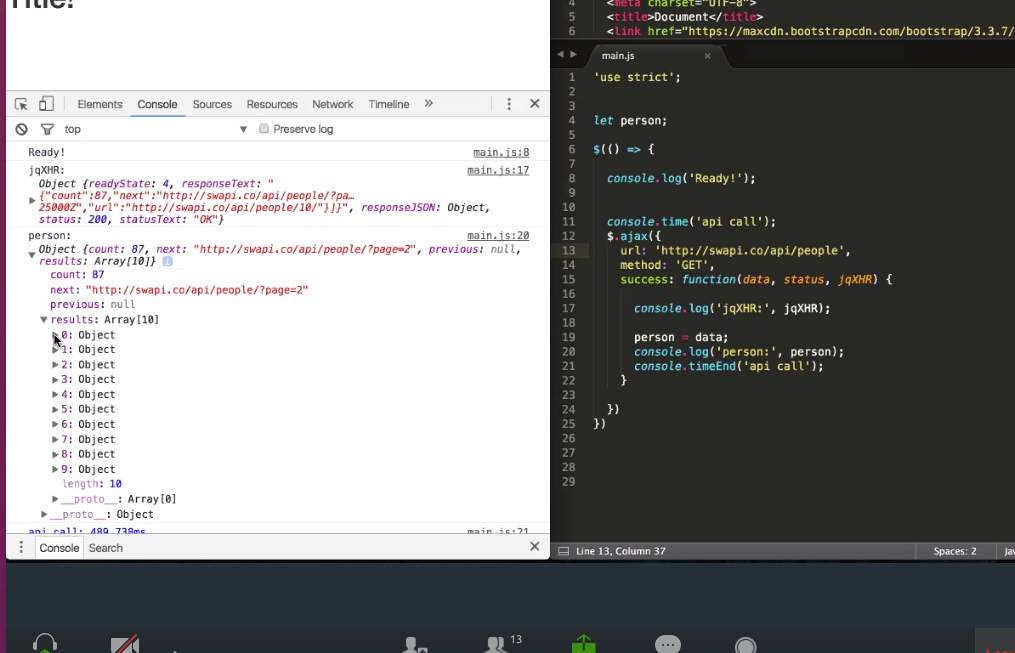 Title!
Elements Console Sources Resources Network Timeline »
top Preserve log
Ready! main.js:8
jqXHR: main.js:17
Object {readyState: 4, responseText: "
{"count":87,"next":"http://swapi.co/api/people/?pa…
25000Z","url":"http://swapi.co/api/people/10/"}]}", responseJSON: Object,
status: 200, statusText: "OK"}
person: main.js:20
Object {count: 87, next: "http://swapi.co/api/people/?page=2", previous: null,
results: Array[10]}
count: 87
next: "http://swapi.co/api/people/?page=2"
previous: null
results: Array[10]
0: Object
1: Object
2: Object
3: Object
4: Object
5: Object
6: Object
7: Object
8: Object
9: Object
length: 10
__proto__: Array[0]
__proto__: Object
api call: 489.738ms main.js:21
Console Search
4 <meta charset="UTF-8">
5 <title>Document</title>
6 <link href="https://maxcdn.bootstrapcdn.com/bootstrap/3.3.7/
main.js
1 'use strict';
2
3
4 let person;
5
6 $(() => {
7
8 console.log('Ready!');
9
10
11 console.time('api call');
12 $.ajax({
13 url: 'http://swapi.co/api/people',
14 method: 'GET',
15 success: function(data, status, jqXHR) {
16
17 console.log('jqXHR:', jqXHR);
18
19 person = data;
20 console.log('person:', person);
21 console.timeEnd('api call');
22 }
23
24 })
25 })
26
27
28
29
Line 13, Column 37 Spaces: 2 Jav
13